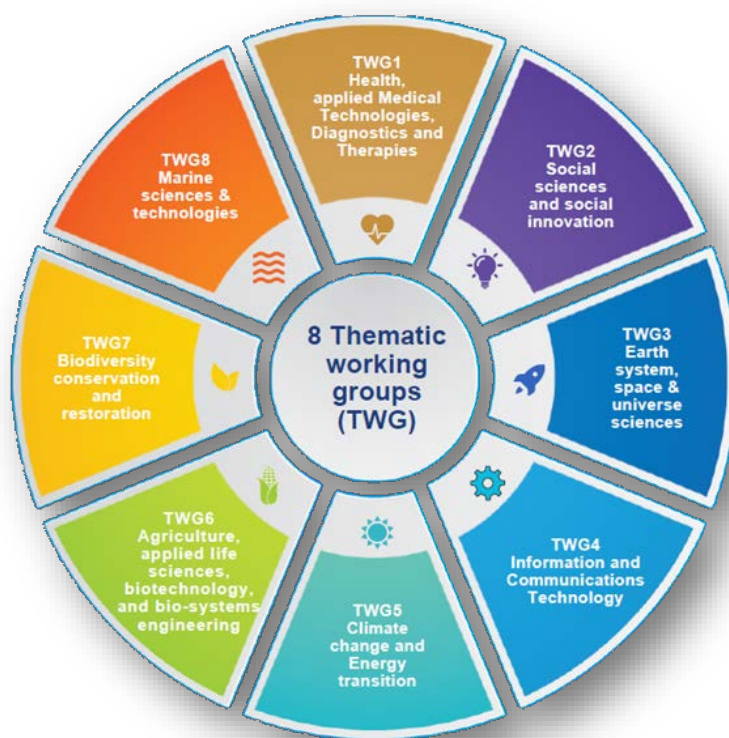 8 Thematic
working
groups
(TWG)
TWG1
Health,
applied Medical
Technologies,
Diagnostics and
Therapies
TWG2
Social
sciences
and social
innovation
TWG3
Earth
system,
space &
universe
sciences
TWG4
Information and
Communications
Technology
TWG5
Climate
change and
Energy
transition
TWG6
Agriculture,
applied life
sciences,
biotechnology,
and bio-systems
engineering
TWG7
Biodiversity
conservation
and
restoration
TWG8
Marine
sciences &
technologies